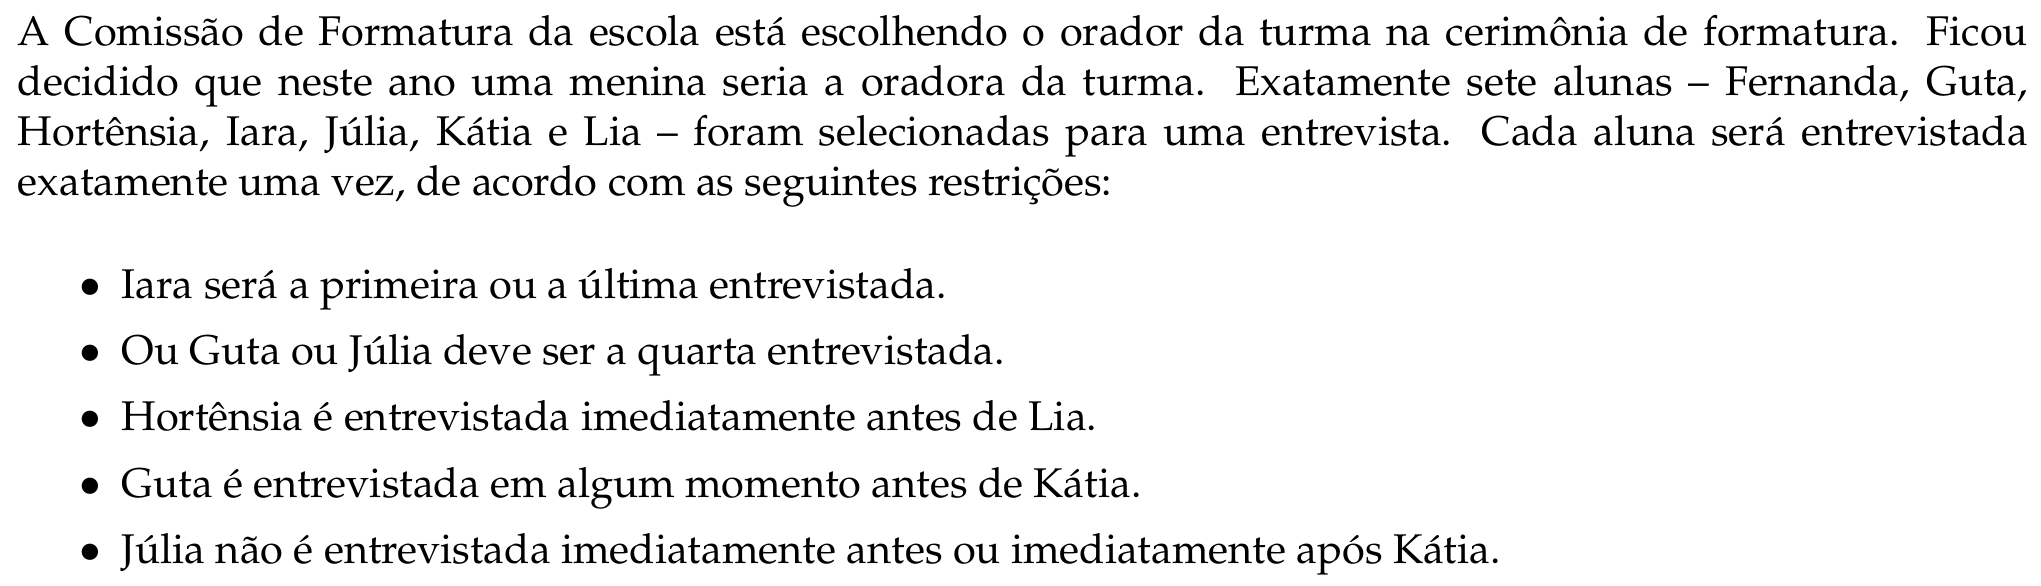 A Comissão de Formatura da escola está escolhendo o orador da turma na cerimônia de formatura. Ficou
decidido que neste ano uma menina seria a oradora da turma. Exatamente sete alunas – Fernanda, Guta,
Hortênsia, Iara, Júlia, Kátia e Lia – foram selecionadas para uma entrevista. Cada aluna será entrevistada
exatamente uma vez, de acordo com as seguintes restrições:
• Iara será a primeira ou a última entrevistada.
• Ou Guta ou Júlia deve ser a quarta entrevistada.
• Hortênsia é entrevistada imediatamente antes de Lia.
• Guta é entrevistada em algum momento antes de Kátia.
• Júlia não é entrevistada imediatamente antes ou imediatamente após Kátia.